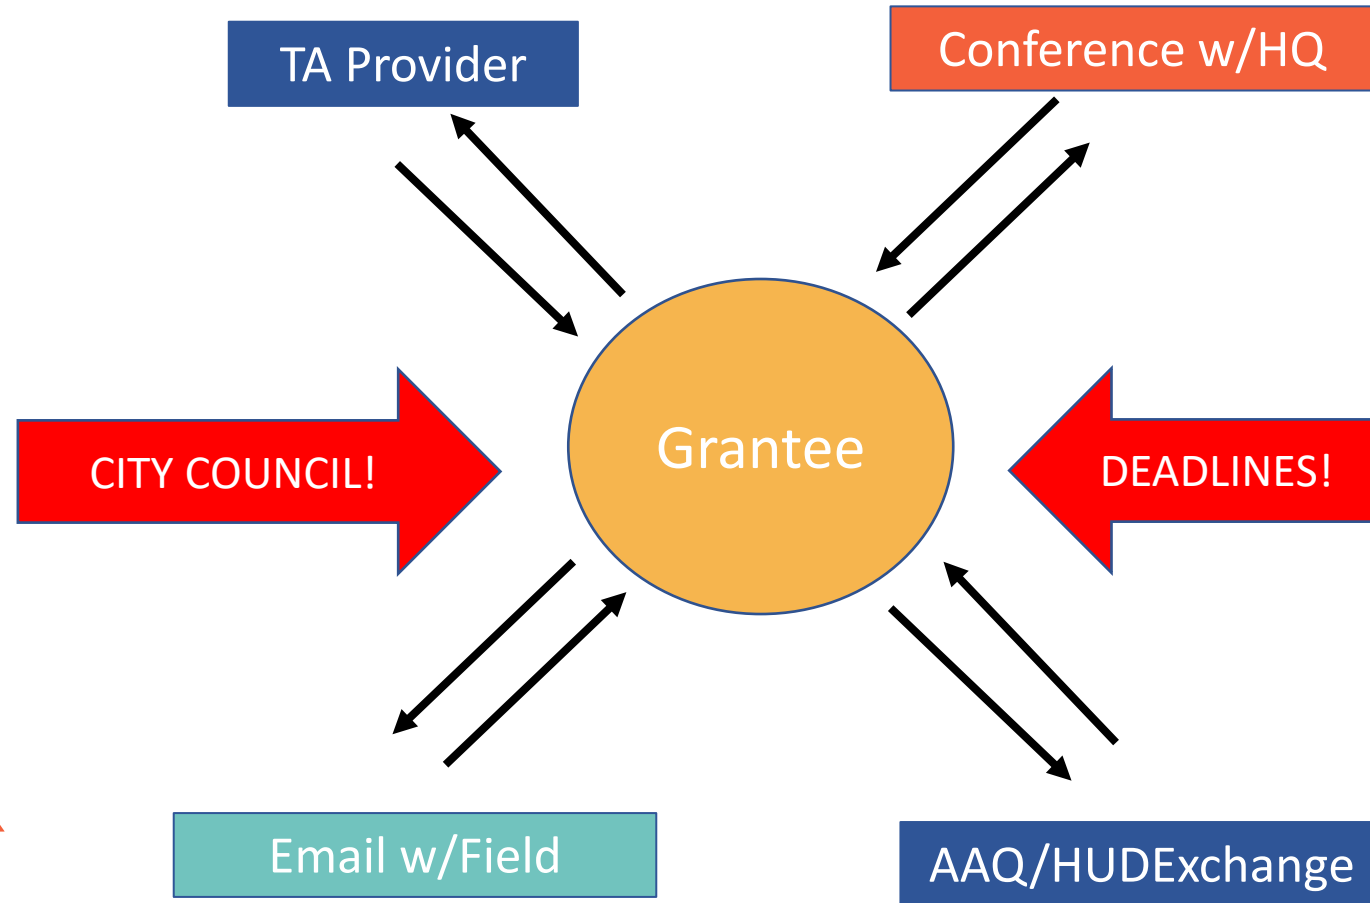 TA Provider
Conference w/HQ
Grantee
CITY COUNCIL!
DEADLINES!
Email w/Field
AAQ/HUDExchange